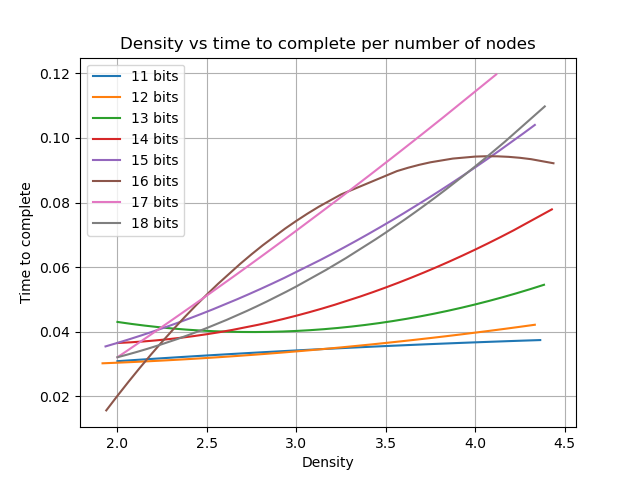 Density vs time to complete per number of nodes
0.12
0.10
0.08
0.06
0.04
0.02
Time to complete
11 bits
12 bits
13 bits
14 bits
15 bits
16 bits
17 bits
18 bits
2.0 2.5 3.0 3.5 4.0 4.5
Density